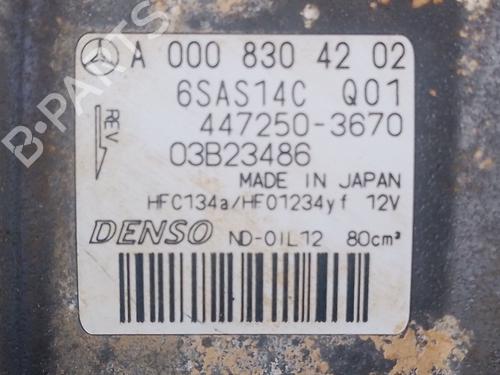 A 000 830 42 02
6SAS14C Q01
447250-3670
REV
03B23486
MADE IN JAPAN
HFC134a/HFO1234yf 12V
DENSO ND-OIL12 80cm³
B-PARTS